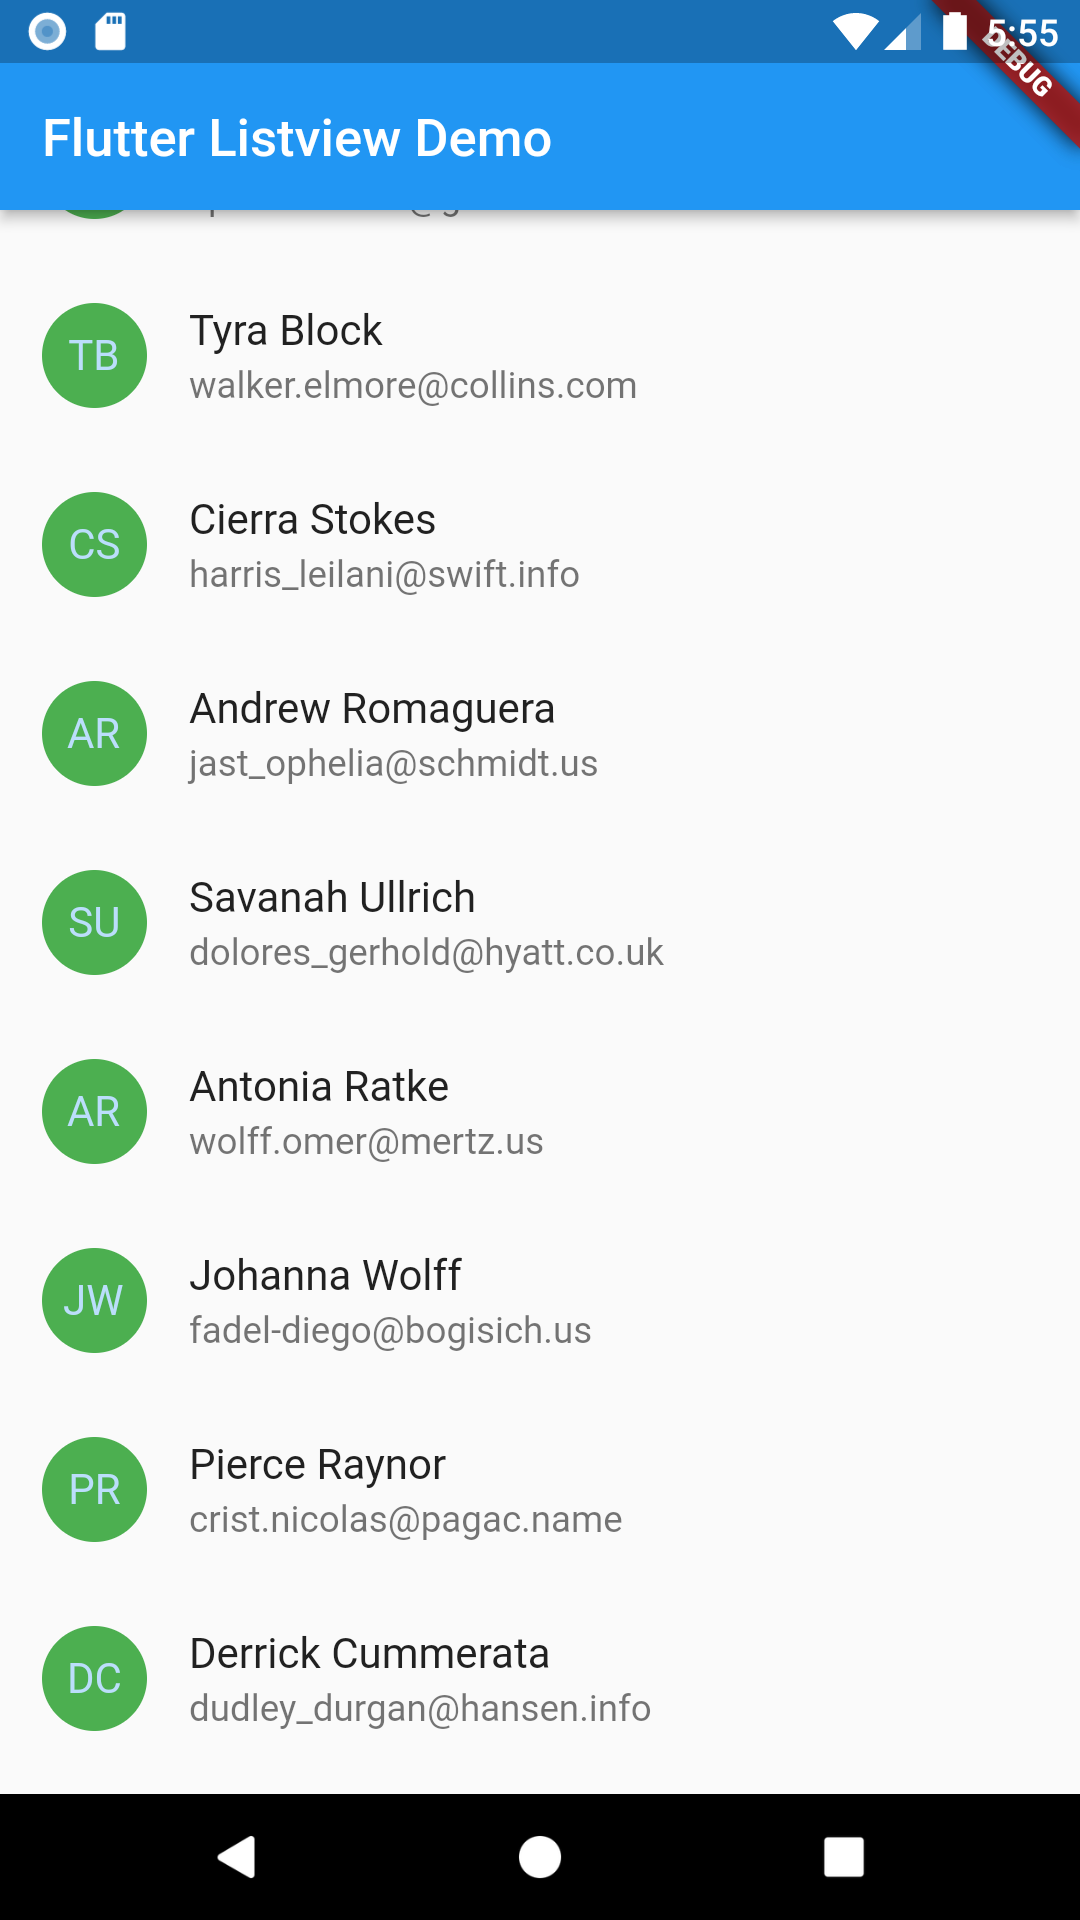 5:55
DEBUG
Flutter Listview Demo
TB
Tyra Block
walker.elmore@collins.com
CS
Cierra Stokes
harris_leilani@swift.info
AR
Andrew Romaguera
jast_ophelia@schmidt.us
SU
Savanah Ullrich
dolores_gerhold@hyatt.co.uk
AR
Antonia Ratke
wolff.omer@mertz.us
JW
Johanna Wolff
fadel-diego@bogisich.us
PR
Pierce Raynor
crist.nicolas@pagac.name
DC
Derrick Cummerata
dudley_durgan@hansen.info